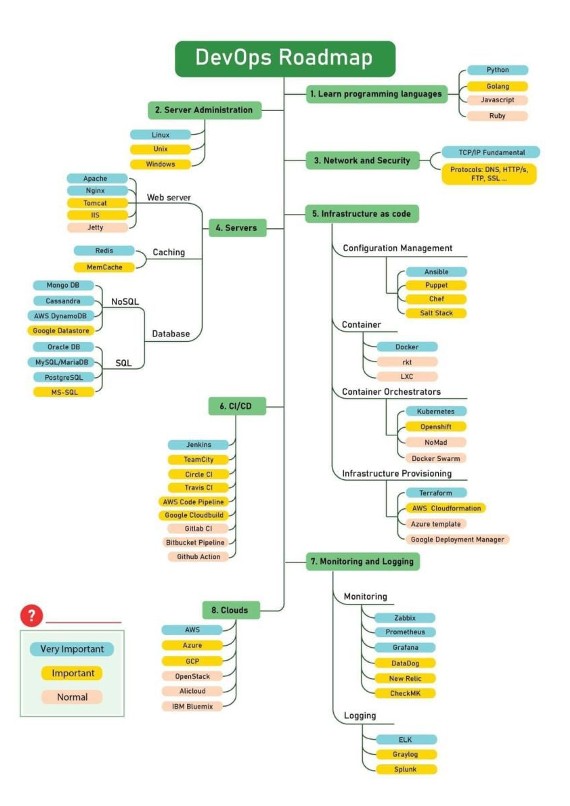 DevOps Roadmap
1. Learn programming languages
Python
Golang
Javascript
Ruby
2. Server Administration
Linux
Unix
Windows
3. Network and Security
TCP/IP Fundamental
Protocols: DNS, HTTP/s,
FTP, SSL ...
4. Servers
Web server
Apache
Nginx
Tomcat
IIS
Jetty
Caching
Redis
MemCache
Database
NoSQL
Mongo DB
Cassandra
AWS DynamoDB
Google Datastore
SQL
Oracle DB
MySQL/MariaDB
PostgreSQL
MS-SQL
5. Infrastructure as code
Configuration Management
Ansible
Puppet
Chef
Salt Stack
Container
Docker
rkt
LXC
Container Orchestrators
Kubernetes
Openshift
NoMad
Docker Swarm
Infrastructure Provisioning
Terraform
AWS Cloudformation
Azure template
Google Deployment Manager
6. CI/CD
Jenkins
TeamCity
Circle CI
Travis CI
AWS Code Pipeline
Google Cloudbuild
Gitlab CI
Bitbucket Pipeline
Github Action
7. Monitoring and Logging
Monitoring
Zabbix
Prometheus
Grafana
DataDog
New Relic
CheckMK
Logging
ELK
Graylog
Splunk
8. Clouds
AWS
Azure
GCP
OpenStack
Alicloud
IBM Bluemix
?
Very Important
Important
Normal